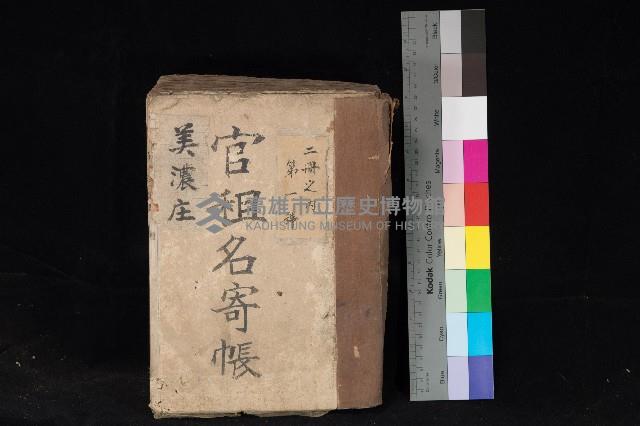 二冊之內
第一號
官租名寄帳
美濃庄
高雄市立歷史博物館
KAOHSIUNG MUSEUM OF HISTORY
Kodak Color Control Patches
Black
3/Color
White
Magenta
Red
Yellow
Green
Cyan
Blue